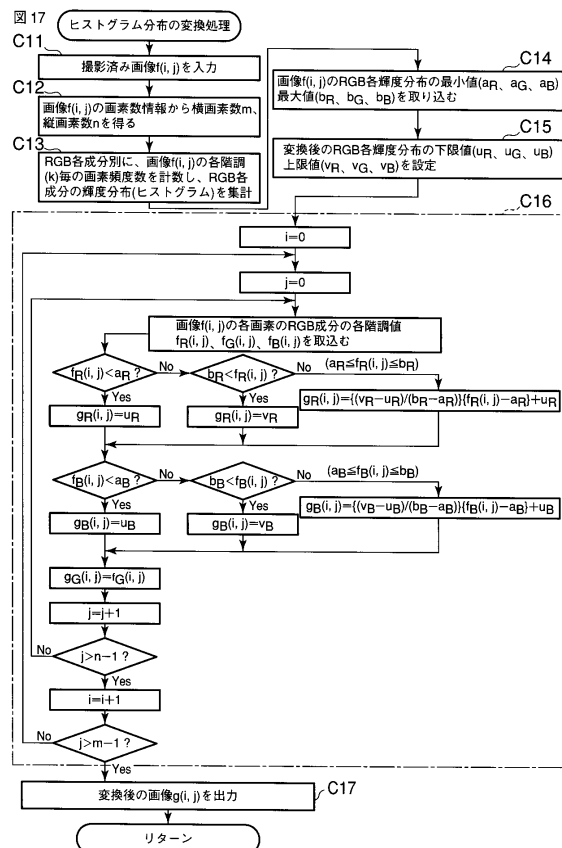 図17
ヒストグラム分布の変換処理
C11
撮影済み画像f(i, j)を入力
C12
画像f(i, j)の画素数情報から横画素数m、
縦画素数nを得る
C13
RGB各成分別に、画像f(i, j)の各階調
(k)毎の画素頻度数を計数し、RGB各
成分の輝度分布(ヒストグラム)を集計
C14
画像f(i, j)のRGB各輝度分布の最小値(aR、aG、aB)
最大値(bR、bG、bB)を取り込む
C15
変換後のRGB各輝度分布の下限値(uR、uG、uB)
上限値(vR、vG、vB)を設定
C16
i=0
j=0
画像f(i, j)の各画素のRGB成分の各階調値
fR(i, j)、fG(i, j)、fB(i, j)を取込む
fR(i, j)<aR ?
No
bR<fR(i, j) ?
No
(aR≦fR(i, j)≦bR)
Yes
Yes
gR(i, j)=uR
gR(i, j)=vR
gR(i, j)={(vR−uR)/(bR−aR)}{fR(i, j)−aR}+uR
fB(i, j)<aB ?
No
bB<fB(i, j) ?
No
(aB≦fB(i, j)≦bB)
Yes
Yes
gB(i, j)=uB
gB(i, j)=vB
gB(i, j)={(vB−uB)/(bB−aB)}{fB(i, j)−aB}+uB
gG(i, j)=fG(i, j)
j=j+1
No
j>n−1 ?
Yes
i=i+1
No
j>m−1 ?
Yes
変換後の画像g(i, j)を出力
C17
リターン